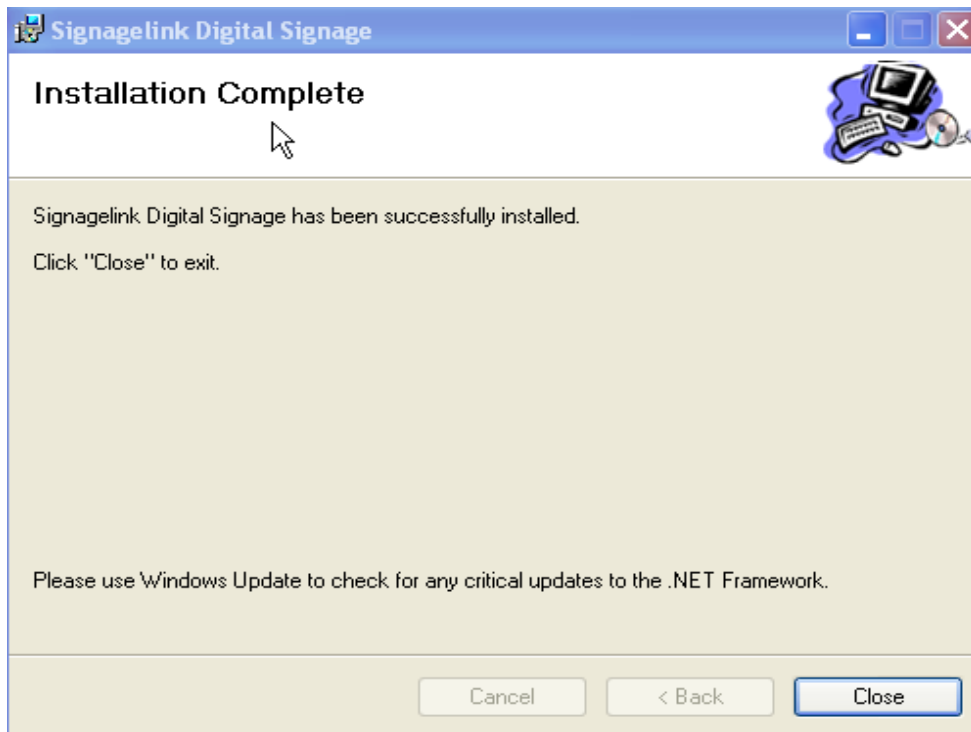 Signagelink Digital Signage
Installation Complete
Signagelink Digital Signage has been successfully installed.
Click "Close" to exit.
Please use Windows Update to check for any critical updates to the .NET Framework.
Cancel
< Back
Close